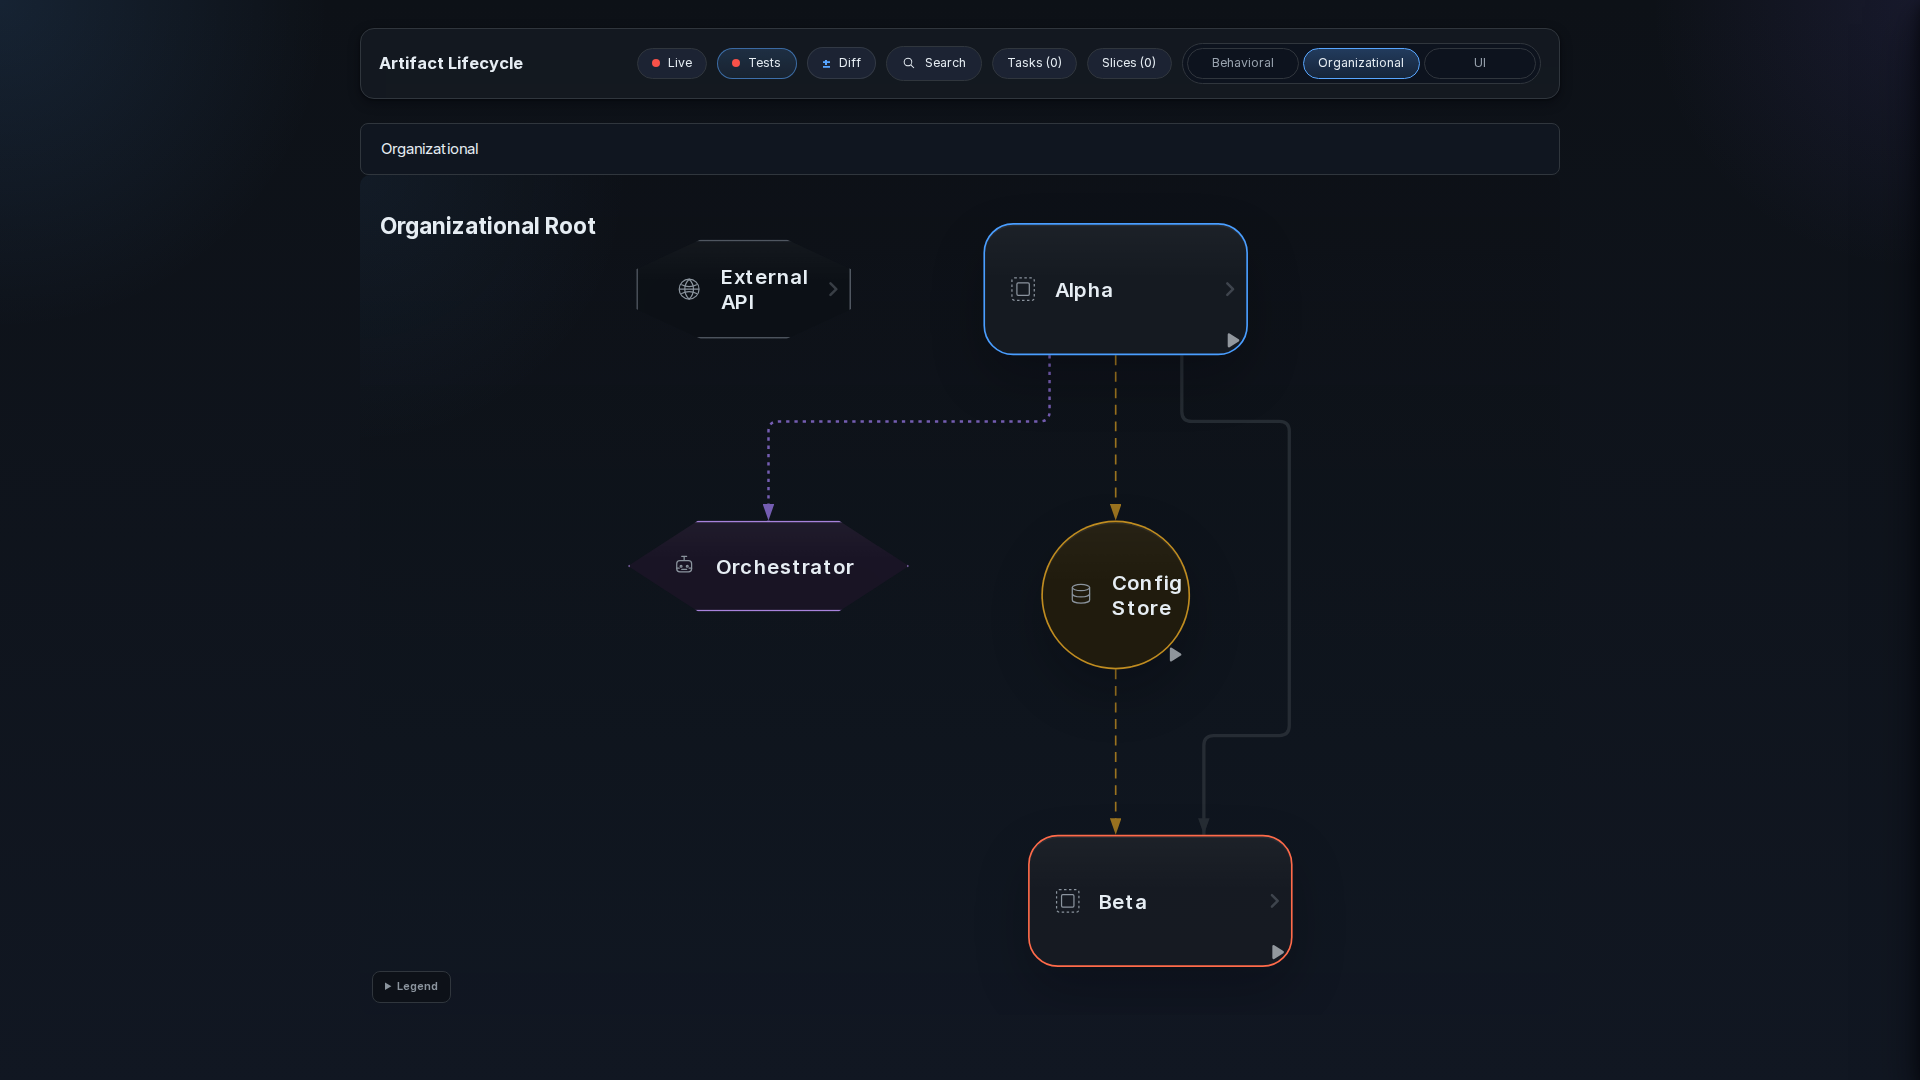 Artifact Lifecycle
Live
Tests
Diff
Search
Tasks (0)
Slices (0)
Behavioral
Organizational
UI
Organizational
Organizational Root
External
API
Alpha
Orchestrator
Config
Store
Beta
Legend